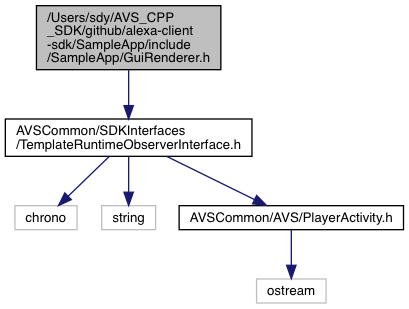 /Users/sdy/AVS_CPP
_SDK/github/alexa-client
-sdk/SampleApp/include
/SampleApp/GuiRenderer.h
AVSCommon/SDKInterfaces
/TemplateRuntimeObserverInterface.h
chrono
string
AVSCommon/AVS/PlayerActivity.h
ostream